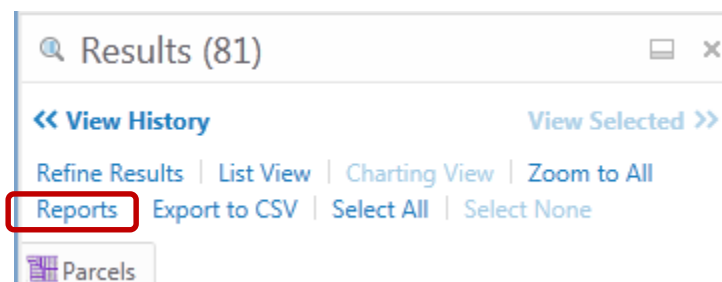 Results (81)
<< View History View Selected >>
Refine Results | List View | Charting View | Zoom to All
Reports | Export to CSV | Select All | Select None
Parcels